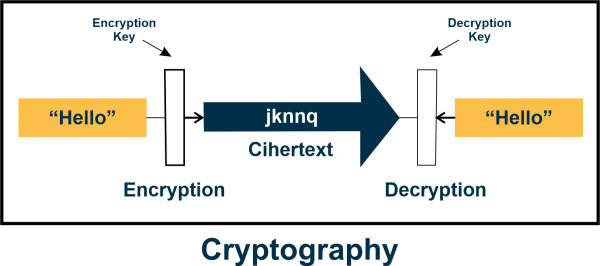 Encryption
Key
Decryption
Key
“Hello”
jknnq
“Hello”
Cihertext
Encryption
Decryption
Cryptography